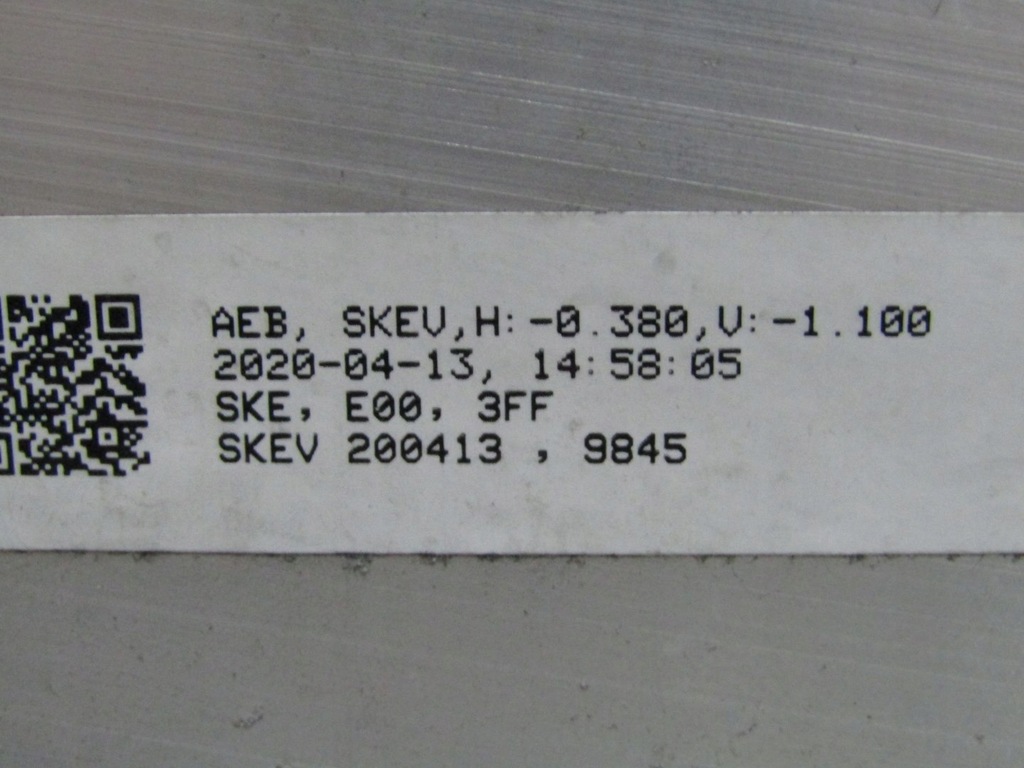 AEB, SKEV,H:-0.380,V:-1.100
2020-04-13, 14:58:05
SKE, E00, 3FF
SKEV 200413 , 9845